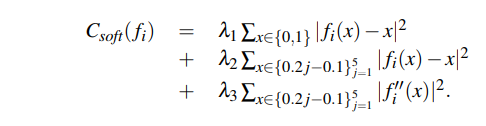 C_{soft}(f_i) = λ_1 ∑_{x∈{0,1}} |f_i(x) − x|^2
+ λ_2 ∑_{x∈{0.2j−0.1}_{j=1}^5} |f_i(x) − x|^2
+ λ_3 ∑_{x∈{0.2j−0.1}_{j=1}^5} |f_i''(x)|^2.